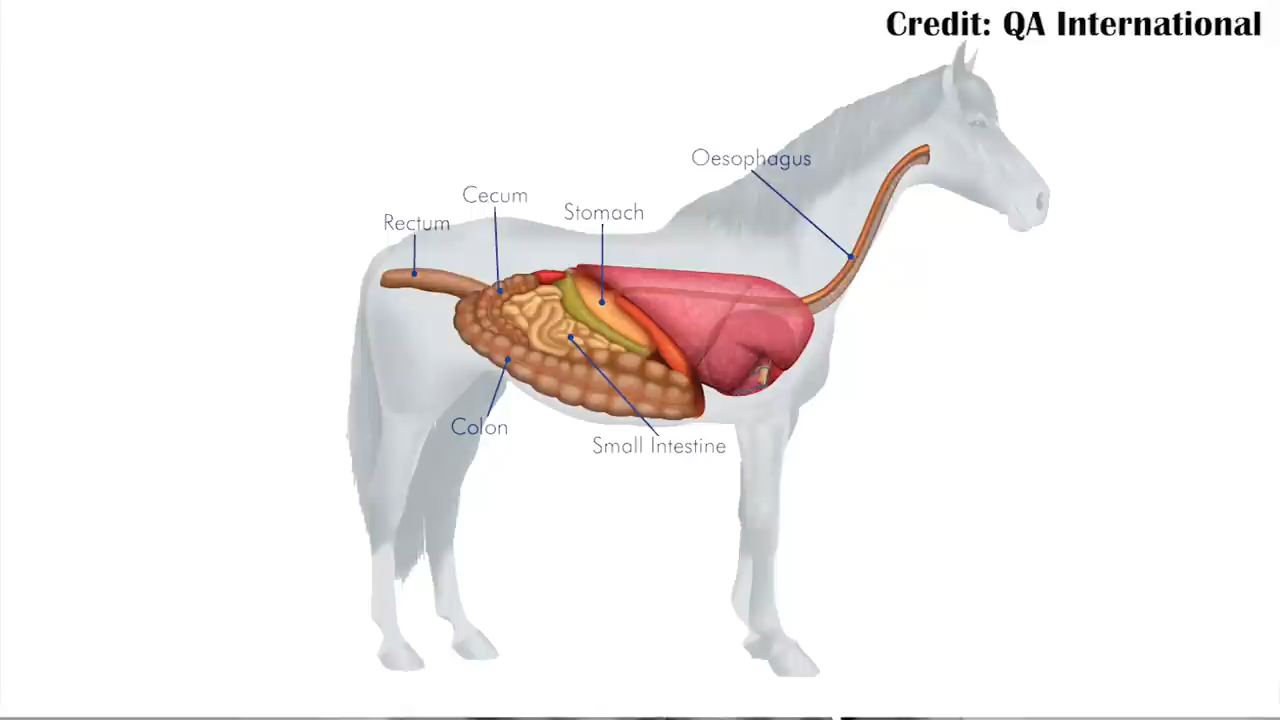 Credit: QA International
Oesophagus
Cecum
Stomach
Rectum
Colon
Small Intestine